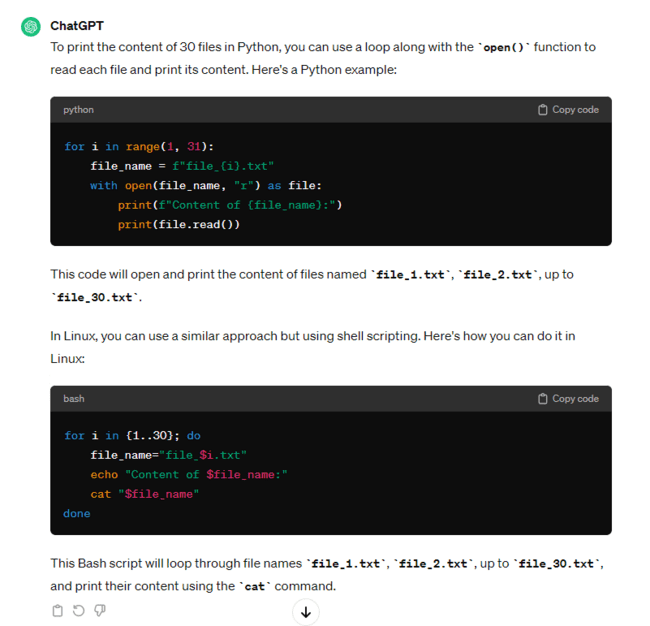 ChatGPT
To print the content of 30 files in Python, you can use a loop along with the `open()` function to
read each file and print its content. Here's a Python example:
python
Copy code
for i in range(1, 31):
    file_name = f"file_{i}.txt"
    with open(file_name, "r") as file:
        print(f"Content of {file_name}:")
        print(file.read())
This code will open and print the content of files named `file_1.txt`, `file_2.txt`, up to
`file_30.txt`.
In Linux, you can use a similar approach but using shell scripting. Here's how you can do it in
Linux:
bash
Copy code
for i in {1..30}; do
    file_name="file_$i.txt"
    echo "Content of $file_name:"
    cat "$file_name"
done
This Bash script will loop through file names `file_1.txt`, `file_2.txt`, up to `file_30.txt`,
and print their content using the `cat` command.